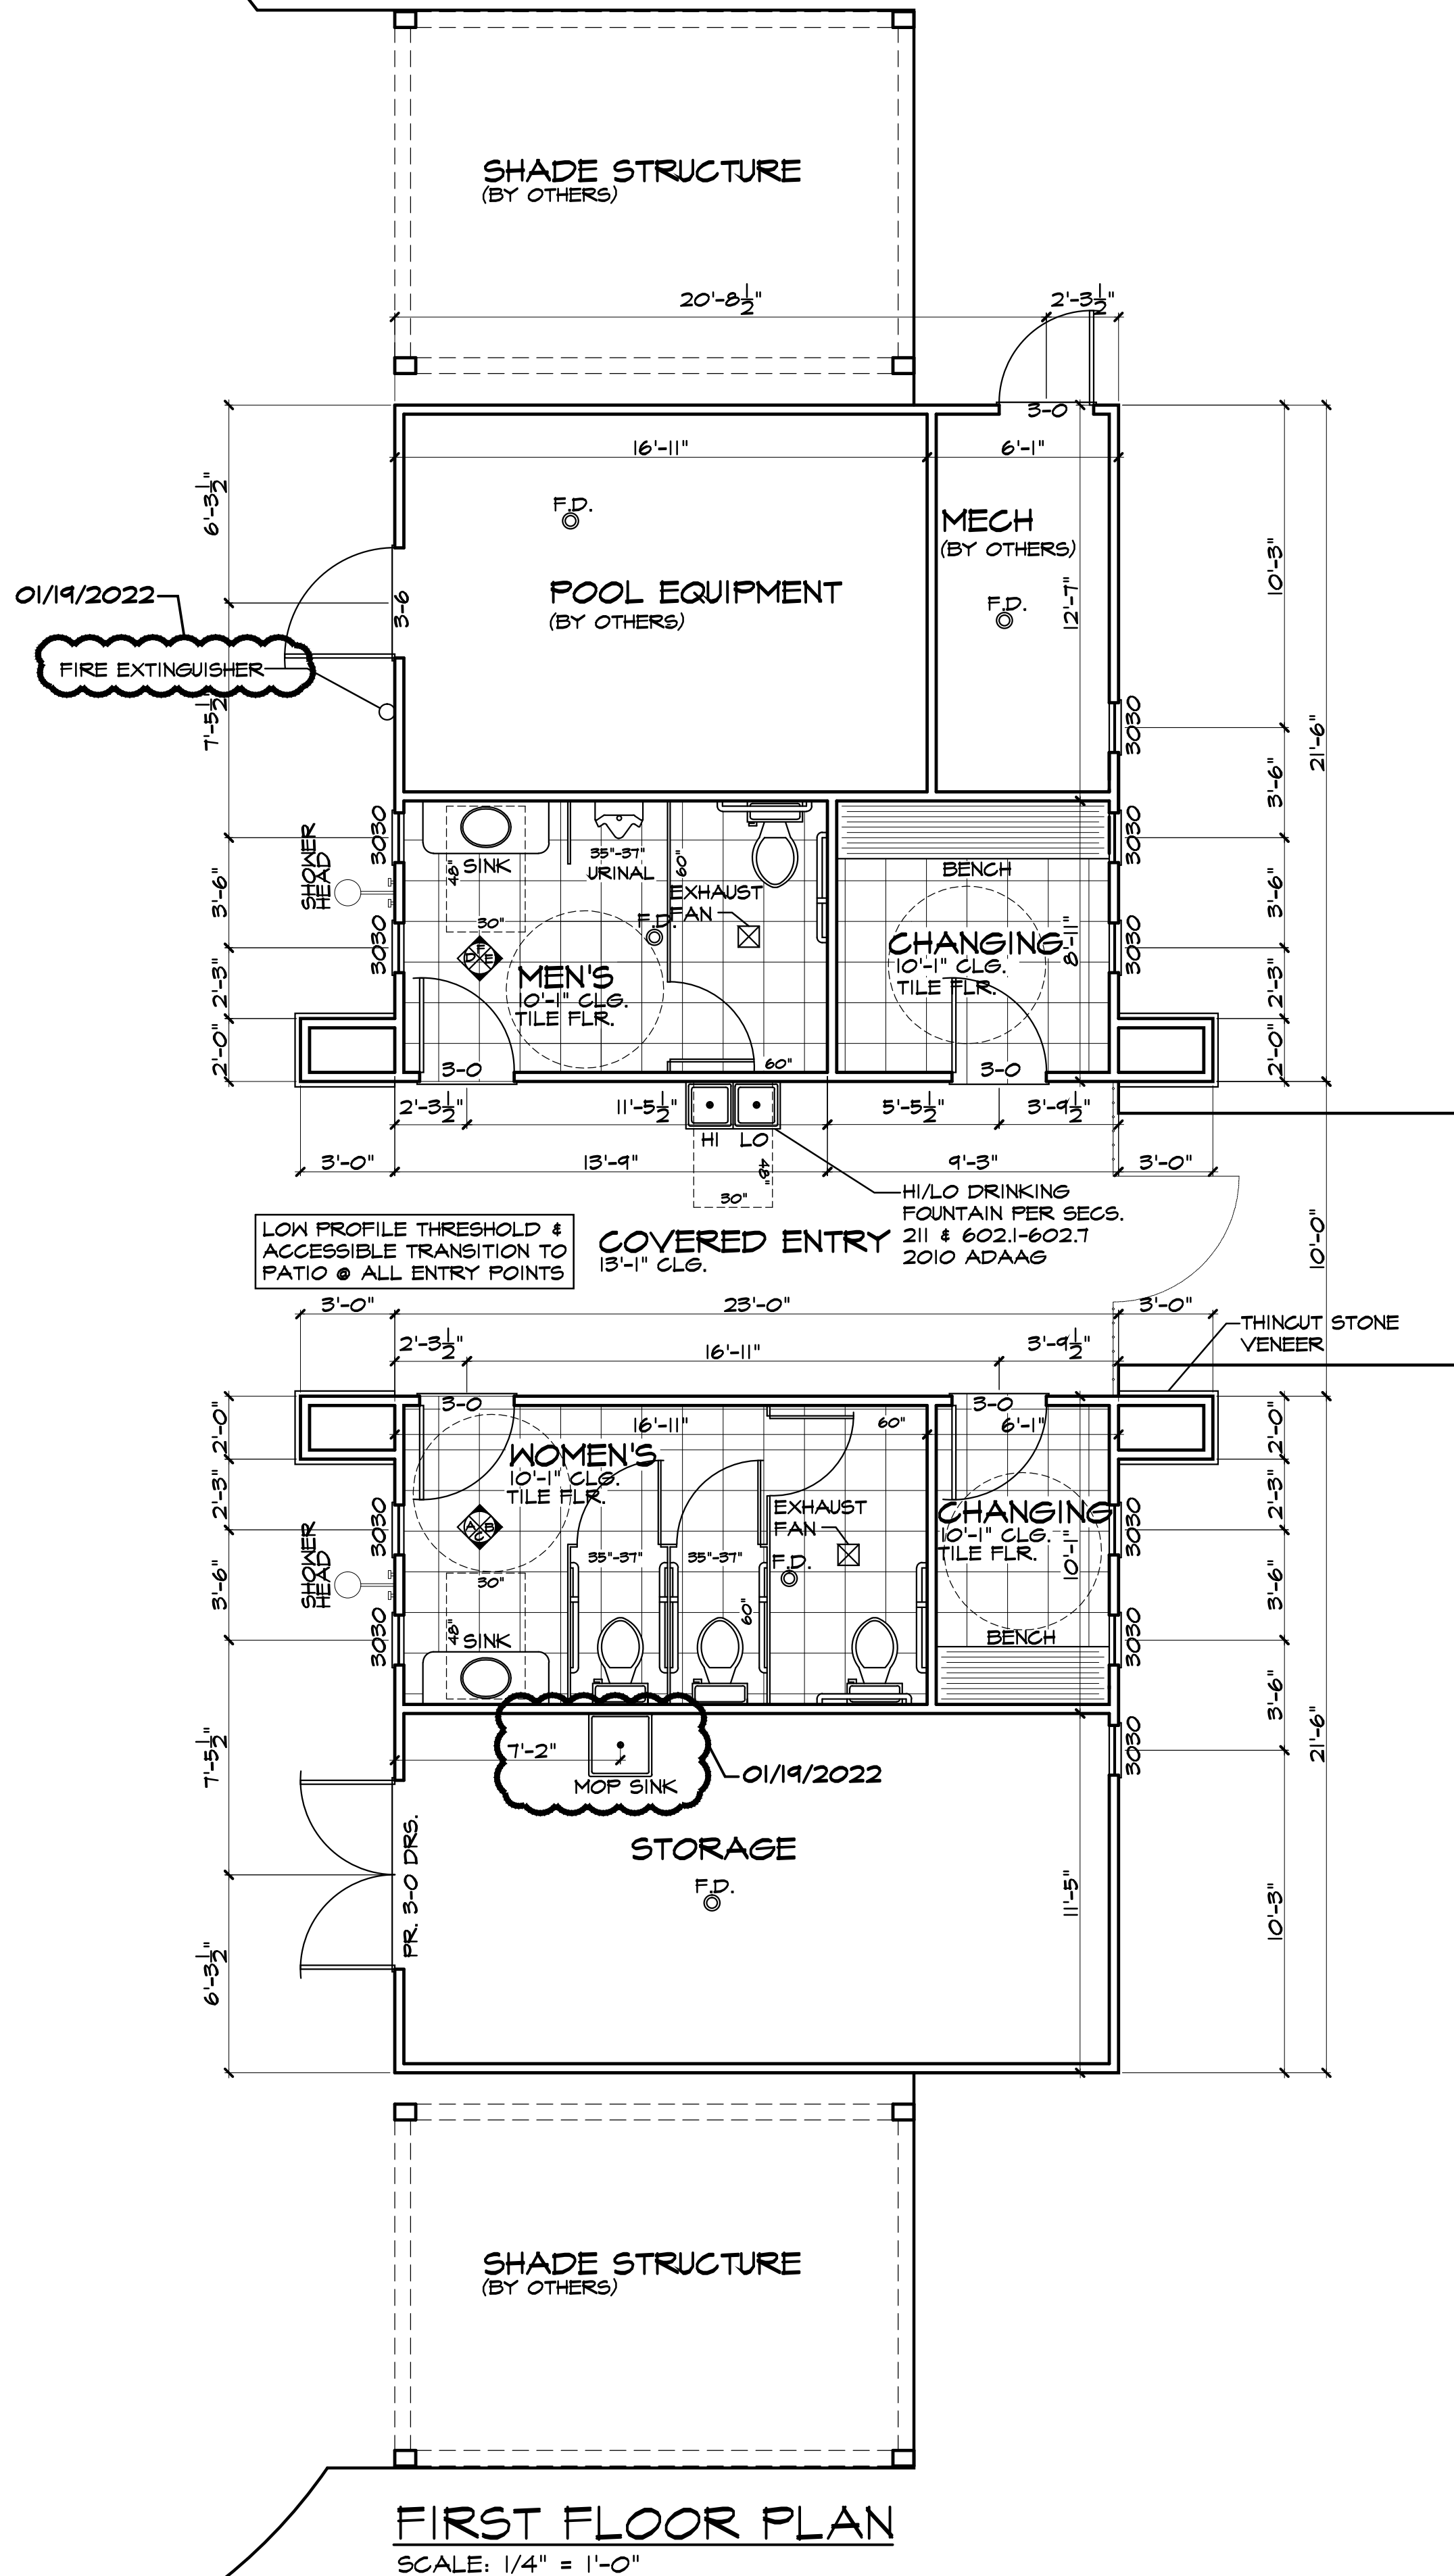 SHADE STRUCTURE
(BY OTHERS)
20'-8 1/2"
2'-3 1/2"
3-0
16'-11"
6'-1"
6'-3 1/2"
F.D.
MECH
(BY OTHERS)
10'-3"
POOL EQUIPMENT
(BY OTHERS)
01/19/2022
3-6
12'-7"
F.D.
FIRE EXTINGUISHER
7'-5 1/2"
3030
21'-6"
3'-6"
3030
SINK
48"
35"-37"
URINAL
60"
3030
BENCH
SHOWER
HEAD
3'-6"
EXHAUST
FAN
30"
F.D.
3'-6"
3030
D F E
CHANGING
10'-1" CLG.
TILE FLR.
8'-11"
3030
MEN'S
10'-1" CLG.
TILE FLR.
2'-3"
2'-3"
2'-0"
3-0
60"
3-0
2'-0"
2'-3 1/2"
11'-5 1/2"
5'-5 1/2"
3'-9 1/2"
HI LO
3'-0"
13'-9"
48"
9'-3"
3'-0"
30"
HI/LO DRINKING
FOUNTAIN PER SECS.
211 & 602.1-602.7
2010 ADAAG
LOW PROFILE THRESHOLD &
ACCESSIBLE TRANSITION TO
PATIO @ ALL ENTRY POINTS
COVERED ENTRY
13'-1" CLG.
10'-0"
3'-0"
23'-0"
3'-0"
THINCUT STONE
VENEER
2'-3 1/2"
16'-11"
3'-9 1/2"
3-0
3-0
2'-0"
16'-11"
60"
6'-1"
2'-0"
WOMEN'S
10'-1" CLG.
TILE FLR.
2'-3"
EXHAUST
FAN
CHANGING
10'-1" CLG.
TILE FLR.
2'-3"
3030
A B C
3030
35"-37"
35"-37"
F.D.
10'-1"
SHOWER
HEAD
3'-6"
30"
60"
3'-6"
3030
48"
SINK
BENCH
3030
3'-6"
7'-5 1/2"
7'-2"
3030
21'-6"
MOP SINK
01/19/2022
PR. 3-0 DRS.
STORAGE
F.D.
11'-5"
10'-3"
6'-3 1/2"
SHADE STRUCTURE
(BY OTHERS)
FIRST FLOOR PLAN
SCALE: 1/4" = 1'-0"